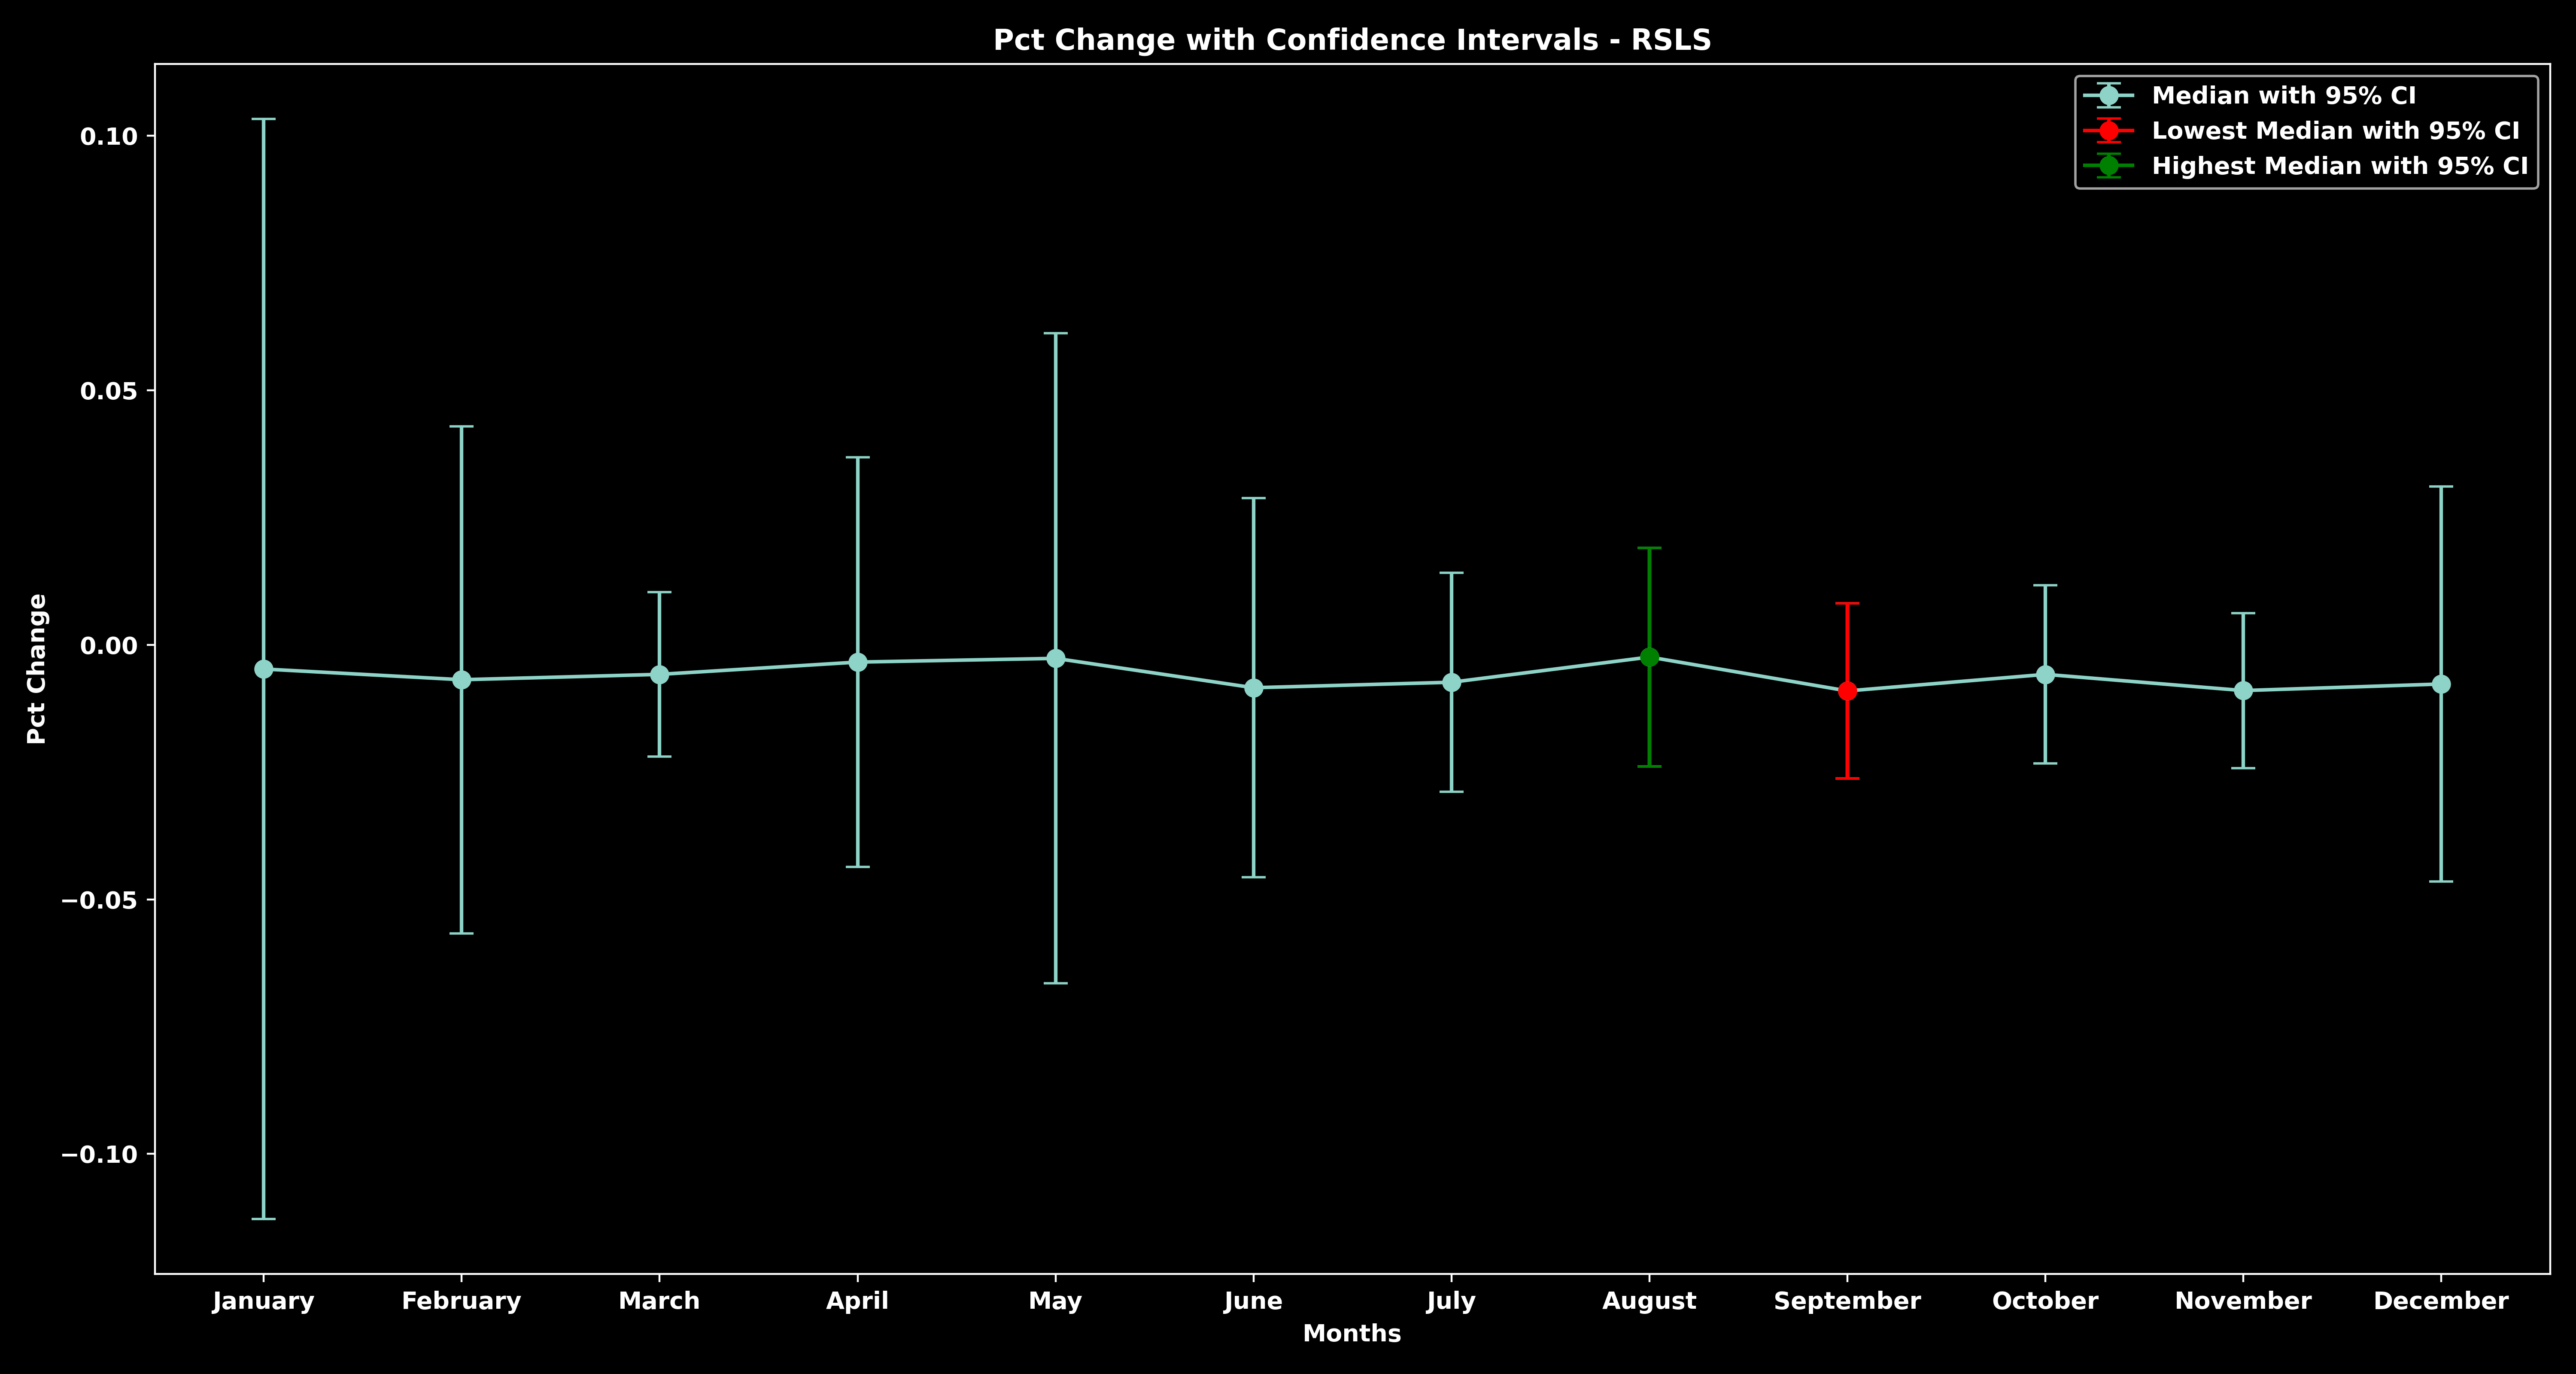 Pct Change with Confidence Intervals - RSLS
Median with 95% CI
Lowest Median with 95% CI
Highest Median with 95% CI
Pct Change
0.10
0.05
0.00
−0.05
−0.10
January February March April May June July August September October November December
Months